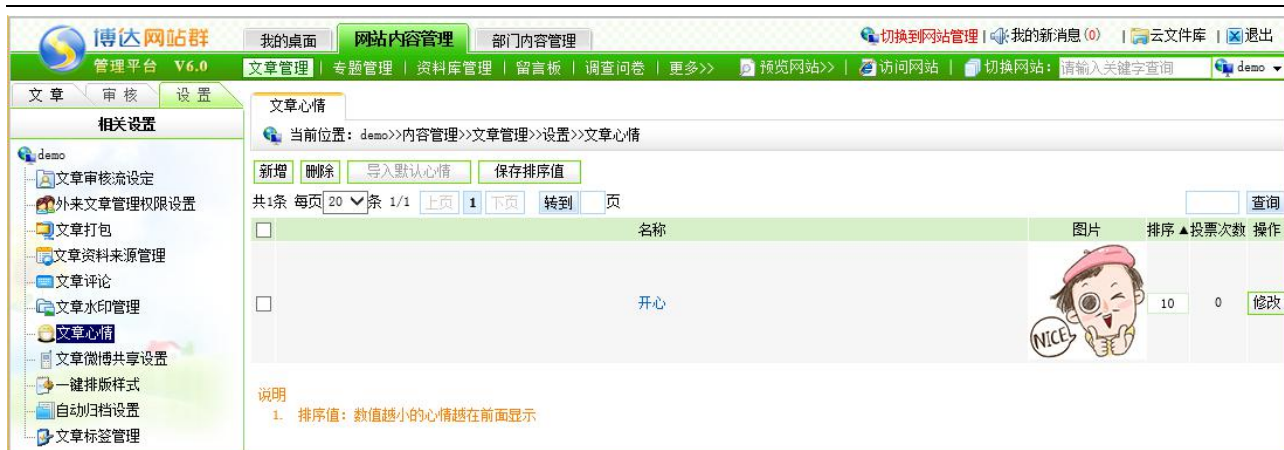 博达网站群 我的桌面 网站内容管理 部门内容管理 切换到网站管理 | 我的新消息(0) | 云文件库 | 退出
管理平台 V6.0 文章管理 | 专题管理 | 资料库管理 | 留言板 | 调查问卷 | 更多>> 预览网站>> | 访问网站 | 切换网站: 请输入关键字查询 demo
文章 审核 设置 文章心情
相关设置 当前位置: demo>>内容管理>>文章管理>>设置>>文章心情
demo
文章审核流设定
外来文章管理权限设置
文章打包
文章资料来源管理
文章评论
文章水印管理
文章心情
文章微博共享设置
一键排版样式
自动归档设置
文章标签管理
新增 删除 导入默认心情 保存排序值
共1条 每页 20 条 1/1 上页 1 下页 转到 页 查询
名称 图片 排序▲ 投票次数 操作
开心 NICE 10 0 修改
说明
1. 排序值: 数值越小的心情越在前面显示